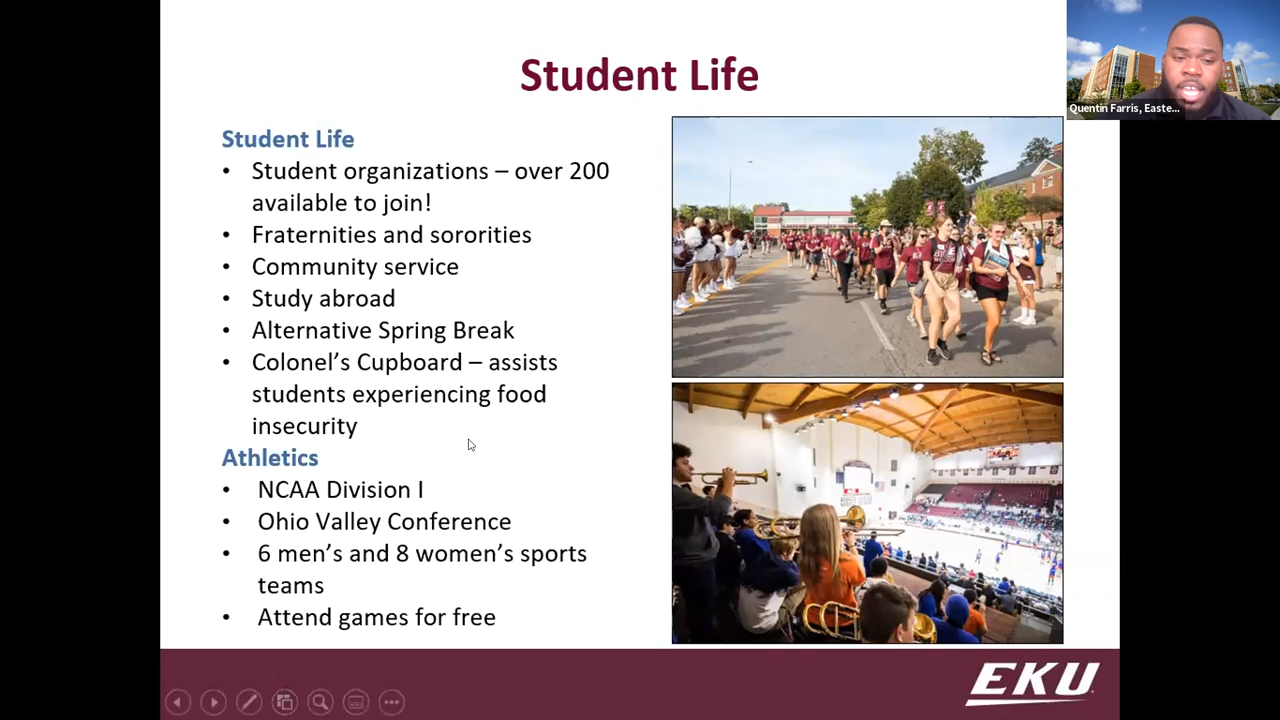 Student Life
Quentin Farris, Easte...
Student Life
• Student organizations – over 200
available to join!
• Fraternities and sororities
• Community service
• Study abroad
• Alternative Spring Break
• Colonel's Cupboard – assists
students experiencing food
insecurity
Athletics
• NCAA Division I
• Ohio Valley Conference
• 6 men's and 8 women's sports
teams
• Attend games for free
EKU